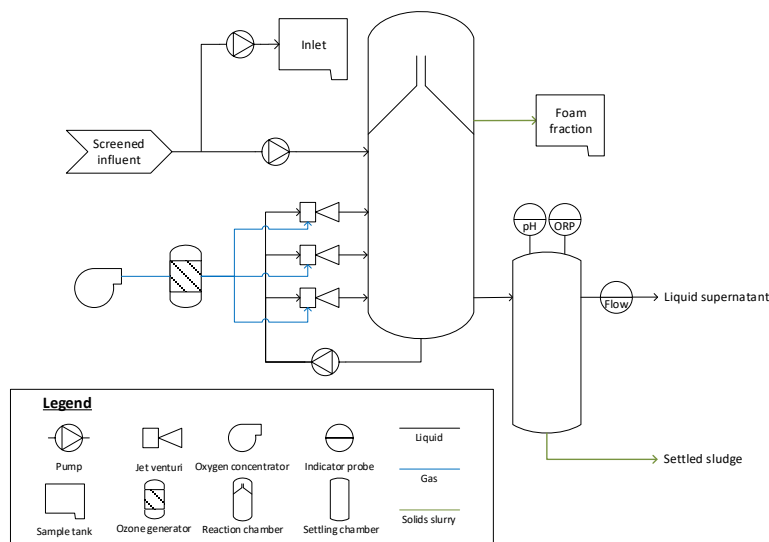 Inlet
Screened
influent
Foam
fraction
pH
ORP
Flow
Liquid supernatant
Settled sludge
Legend
Pump
Jet venturi
Oxygen concentrator
Indicator probe
Liquid
Gas
Sample tank
Ozone generator
Reaction chamber
Settling chamber
Solids slurry